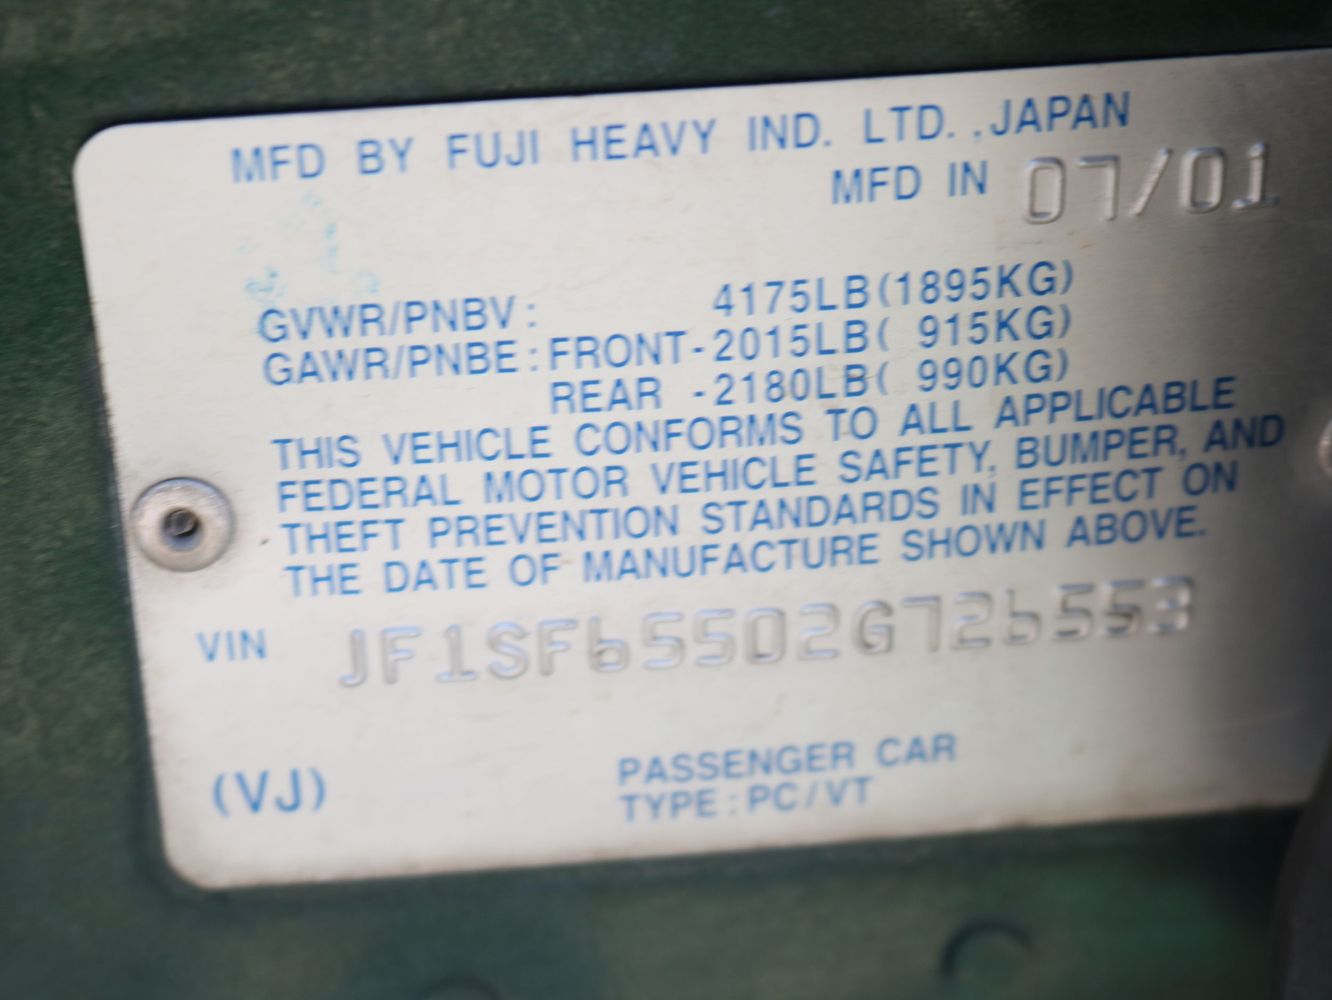 MFD BY FUJI HEAVY IND. LTD., JAPAN
MFD IN 07/01
GVWR/PNBV: 4175LB(1895KG)
GAWR/PNBE: FRONT-2015LB( 915KG)
REAR -2180LB( 990KG)
THIS VEHICLE CONFORMS TO ALL APPLICABLE
FEDERAL MOTOR VEHICLE SAFETY, BUMPER, AND
THEFT PREVENTION STANDARDS IN EFFECT ON
THE DATE OF MANUFACTURE SHOWN ABOVE.
VIN JF1SF65502G726553
(VJ)
PASSENGER CAR
TYPE: PC/VT